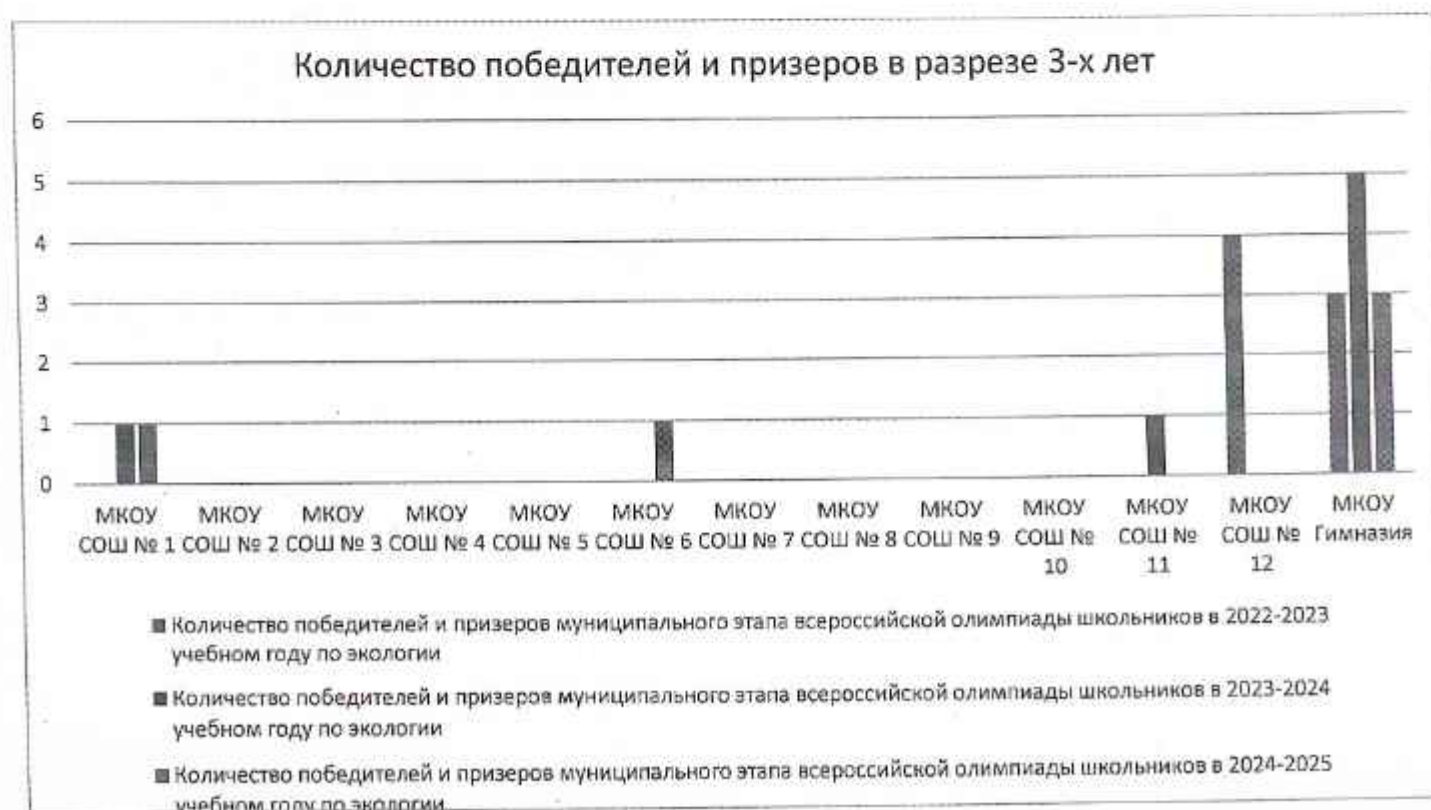 Количество победителей и призеров в разрезе 3-х лет
6
5
4
3
2
1
0
МКОУ СОШ № 1
МКОУ СОШ № 2
МКОУ СОШ № 3
МКОУ СОШ № 4
МКОУ СОШ № 5
МКОУ СОШ № 6
МКОУ СОШ № 7
МКОУ СОШ № 8
МКОУ СОШ № 9
МКОУ СОШ № 10
МКОУ СОШ № 11
МКОУ СОШ № 12
МКОУ Гимназия
Количество победителей и призеров муниципального этапа всероссийской олимпиады школьников в 2022-2023
учебном году по экологии
Количество победителей и призеров муниципального этапа всероссийской олимпиады школьников в 2023-2024
учебном году по экологии
Количество победителей и призеров муниципального этапа всероссийской олимпиады школьников в 2024-2025
учебном году по экологии